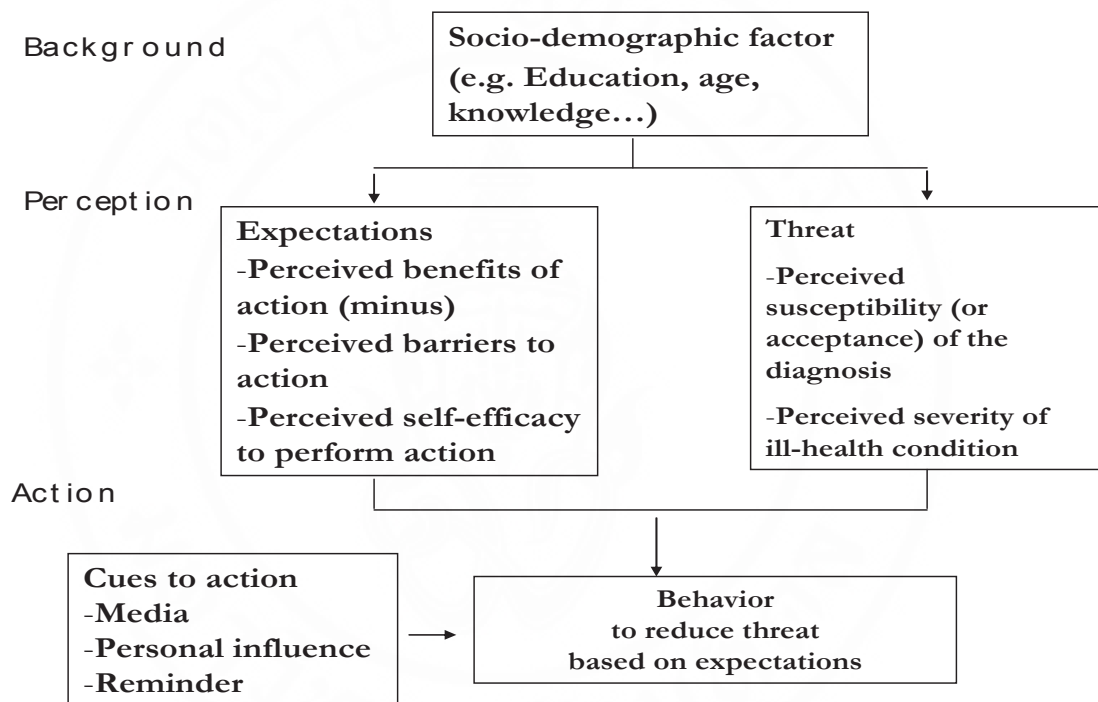 Background
Socio-demographic factor
(e.g. Education, age,
knowledge…)
Perception
Expectations
-Perceived benefits of
action (minus)
-Perceived barriers to
action
-Perceived self-efficacy
to perform action
Threat
-Perceived
susceptibility (or
acceptance) of the
diagnosis
-Perceived severity of
ill-health condition
Action
Cues to action
-Media
-Personal influence
-Reminder
Behavior
to reduce threat
based on expectations